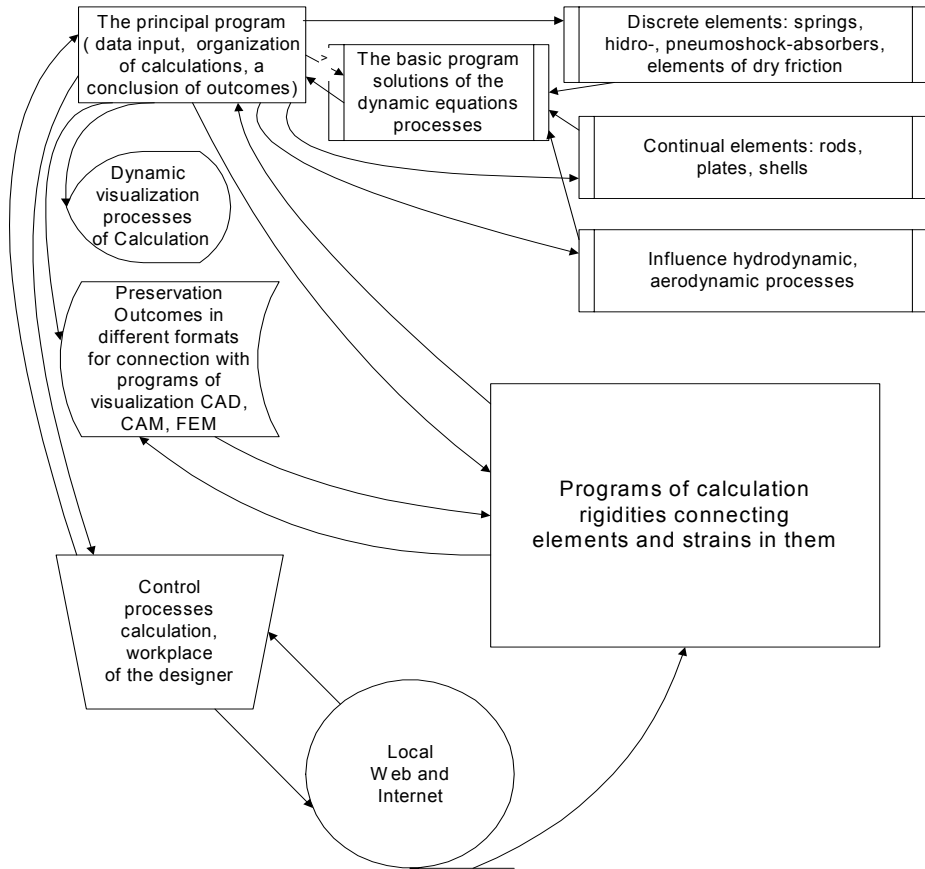 The principal program
( data input, organization
of calculations, a
conclusion of outcomes)
The basic program
solutions of the
dynamic equations
processes
Discrete elements: springs,
hidro-, pneumoshock-absorbers,
elements of dry friction
Continual elements: rods,
plates, shells
Influence hydrodynamic,
aerodynamic processes
Dynamic
visualization
processes
of Calculation
Preservation
Outcomes in
different formats
for connection with
programs of
visualization CAD,
CAM, FEM
Programs of calculation
rigidities connecting
elements and strains in them
Control
processes
calculation,
workplace
of the designer
Local
Web and
Internet